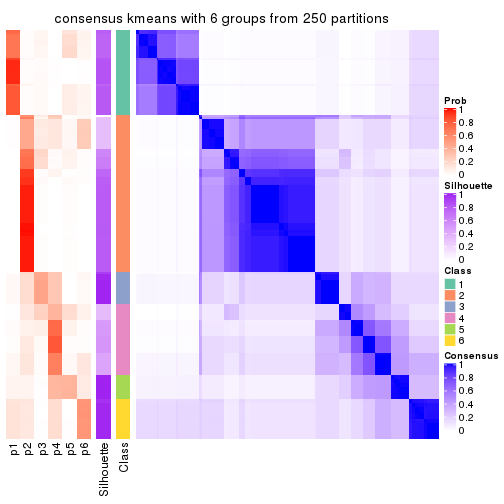 consensus kmeans with 6 groups from 250 partitions
Prob
1
0.8
0.6
0.4
0.2
0
Silhouette
1
0.8
0.6
0.4
0.2
0
Class
1
2
3
4
5
6
Consensus
1
0.8
0.6
0.4
0.2
0
p1
p2
p3
p4
p5
p6
Silhouette
Class